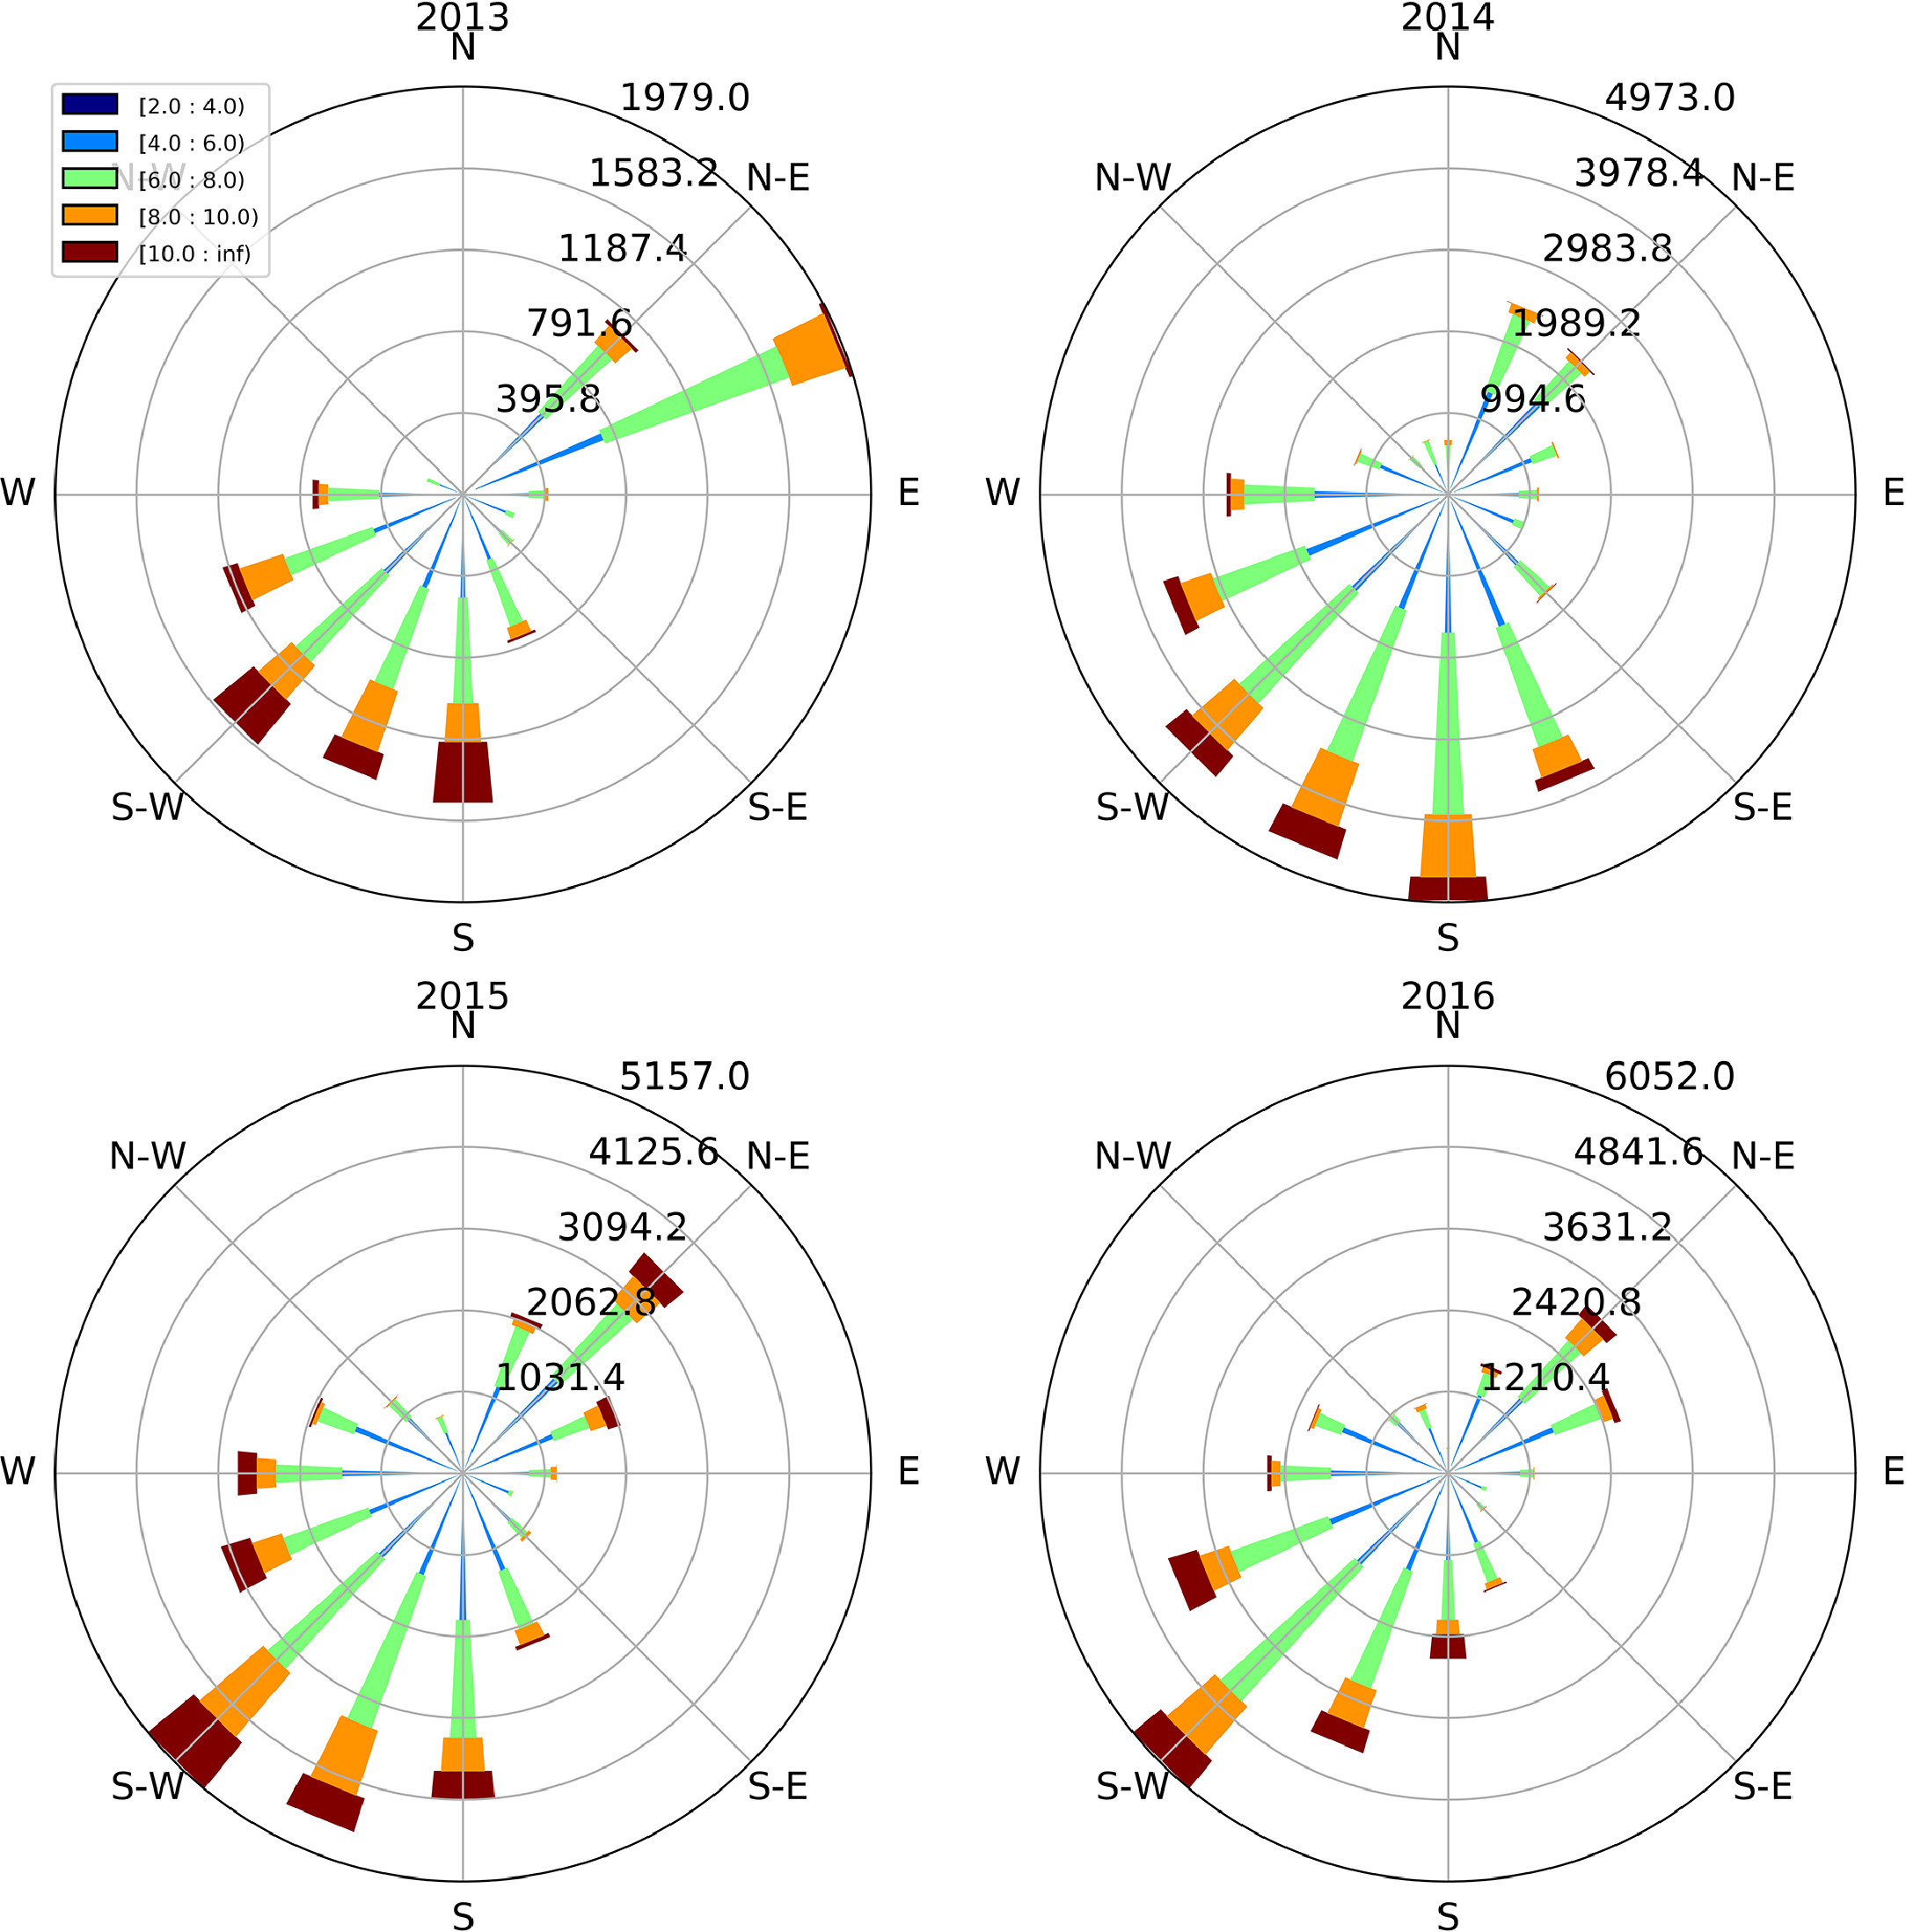 2013
N
1979.0
1583.2
1187.4
791.6
395.8
N-E
E
S-E
S
S-W
W
N-W
[2.0 : 4.0)
[4.0 : 6.0)
[6.0 : 8.0)
[8.0 : 10.0)
[10.0 : inf)
2014
N
4973.0
3978.4
2983.8
1989.2
994.6
N-E
E
S-E
S
S-W
W
N-W
2015
N
5157.0
4125.6
3094.2
2062.8
1031.4
N-E
E
S-E
S
S-W
W
N-W
2016
N
6052.0
4841.6
3631.2
2420.8
1210.4
N-E
E
S-E
S
S-W
W
N-W